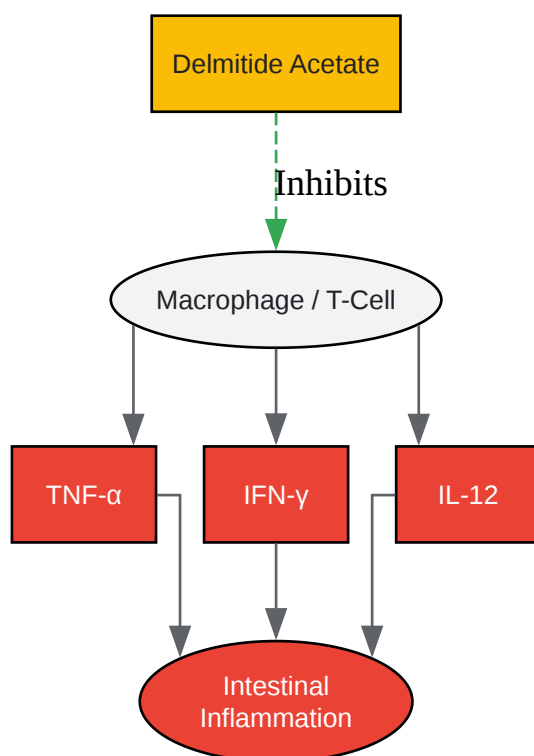 Delmitide Acetate
Inhibits
Macrophage / T-Cell
TNF-α
IFN-γ
IL-12
Intestinal
Inflammation